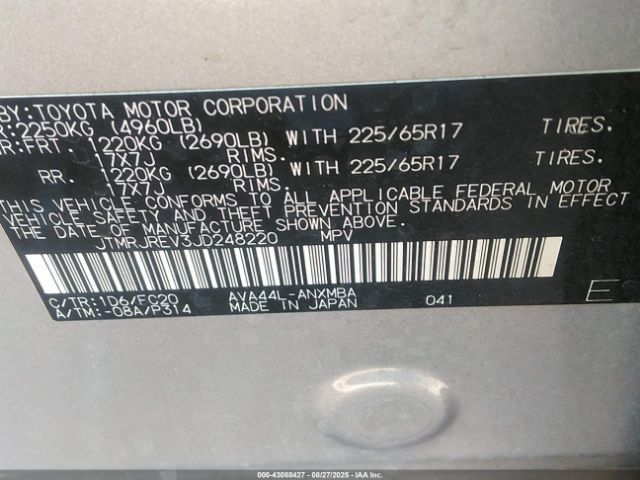 BY:TOYOTA MOTOR CORPORATION
R:2250KG (4960LB)
R:FRT 1220KG (2690LB) WITH 225/65R17 TIRES.
17X7J RIMS.
RR. 1220KG (2690LB) WITH 225/65R17 TIRES.
17X7J RIMS.
THIS VEHICLE CONFORMS TO ALL APPLICABLE FEDERAL MOTOR
VEHICLE SAFETY AND THEFT PREVENTION STANDARDS IN EFFECT
THE DATE OF MANUFACTURE SHOWN ABOVE.
JTMRJREV3JD248220 MPV
C/TR:1D6/FC20 AVA44L-ANXMBA 041 E
A/TM:-08A/P314 MADE IN JAPAN
000-43088427 - 08/27/2025 - IAA Inc.